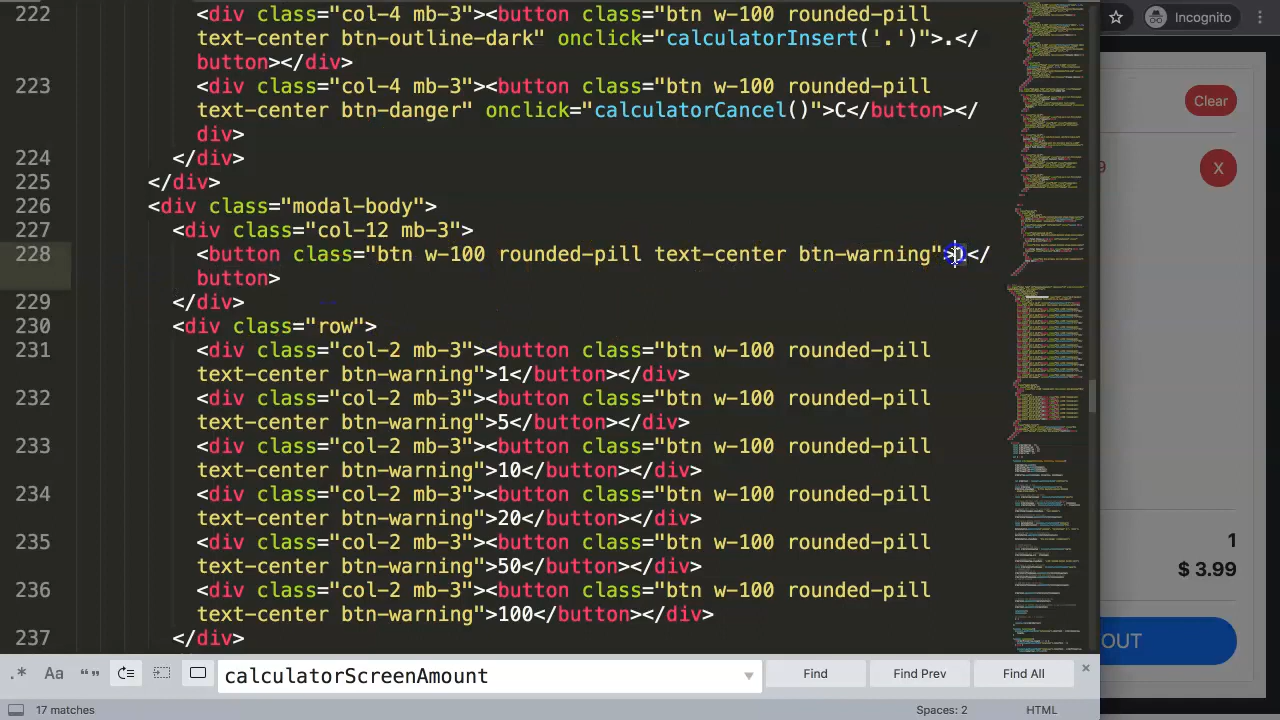 222
<div class="col-4 mb-3"><button class="btn w-100 rounded-pill
text-center btn-outline-dark" onclick="calculatorInsert('.')">.</
button></div>
223
<div class="col-4 mb-3"><button class="btn w-100 rounded-pill
text-center btn-danger" onclick="calculatorCancel()">C</button></
div>
224
</div>
225
</div>
226
<div class="modal-body">
227
<div class="col-12 mb-3">
228
<button class="btn w-100 rounded-pill text-center btn-warning"
</
button>
229
</div>
230
<div class="row">
231
<div class="col-2 mb-3"><button class="btn w-100 rounded-pill
text-center btn-warning">1</button></div>
232
<div class="col-2 mb-3"><button class="btn w-100 rounded-pill
text-center btn-warning">5</button></div>
233
<div class="col-2 mb-3"><button class="btn w-100 rounded-pill
text-center btn-warning">10</button></div>
234
<div class="col-2 mb-3"><button class="btn w-100 rounded-pill
text-center btn-warning">20</button></div>
235
<div class="col-2 mb-3"><button class="btn w-100 rounded-pill
text-center btn-warning">50</button></div>
236
<div class="col-2 mb-3"><button class="btn w-100 rounded-pill
text-center btn-warning">100</button></div>
237
</div>
.* Aa “” calculatorScreenAmount Find Find Prev Find All ×
17 matches Spaces: 2 HTML
Incognito
Clear
9 X
1
$ 3.99
OUT